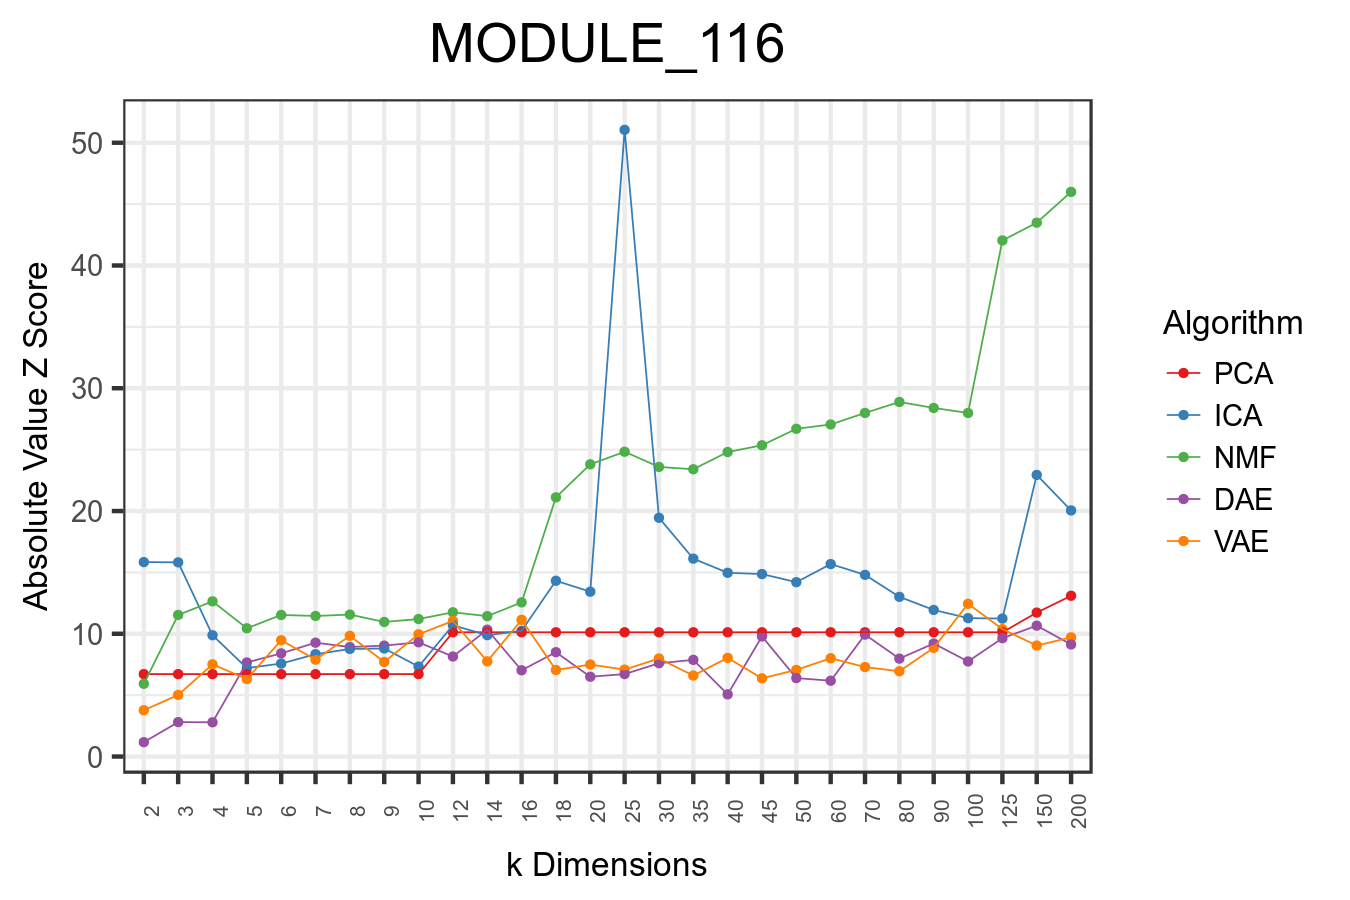 MODULE_116
Absolute Value Z Score
50
40
30
20
10
0
2 3 4 5 6 7 8 9 10 12 14 16 18 20 25 30 35 40 45 50 60 70 80 90 100 125 150 200
k Dimensions
Algorithm
PCA
ICA
NMF
DAE
VAE